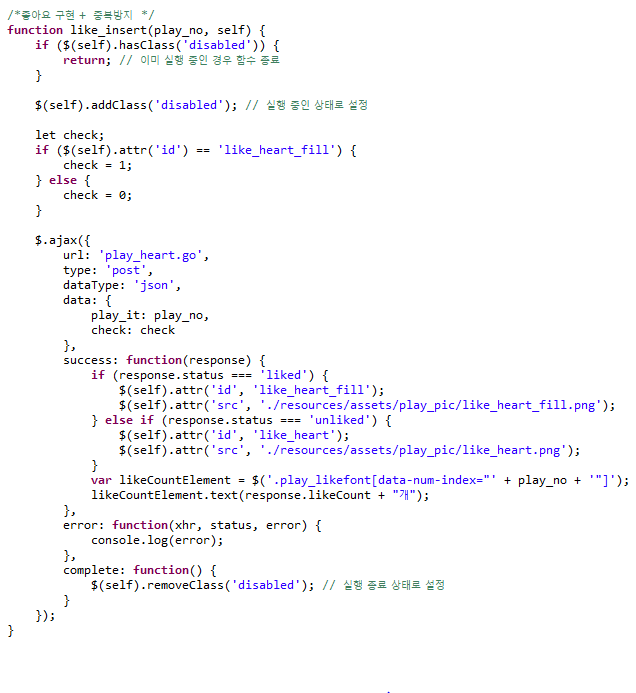 /*좋아요 구현 + 중복방지 */
function like_insert(play_no, self) {
    if ($(self).hasClass('disabled')) {
        return; // 이미 실행 중인 경우 함수 종료
    }

    $(self).addClass('disabled'); // 실행 중인 상태로 설정

    let check;
    if ($(self).attr('id') == 'like_heart_fill') {
        check = 1;
    } else {
        check = 0;
    }

    $.ajax({
        url: 'play_heart.go',
        type: 'post',
        dataType: 'json',
        data: {
            play_it: play_no,
            check: check
        },
        success: function(response) {
            if (response.status === 'liked') {
                $(self).attr('id', 'like_heart_fill');
                $(self).attr('src', './resources/assets/play_pic/like_heart_fill.png');
            } else if (response.status === 'unliked') {
                $(self).attr('id', 'like_heart');
                $(self).attr('src', './resources/assets/play_pic/like_heart.png');
            }
            var likeCountElement = $('.play_likefont[data-num-index="' + play_no + '"]');
            likeCountElement.text(response.likeCount + "개");
        },
        error: function(xhr, status, error) {
            console.log(error);
        },
        complete: function() {
            $(self).removeClass('disabled'); // 실행 종료 상태로 설정
        }
    });
}